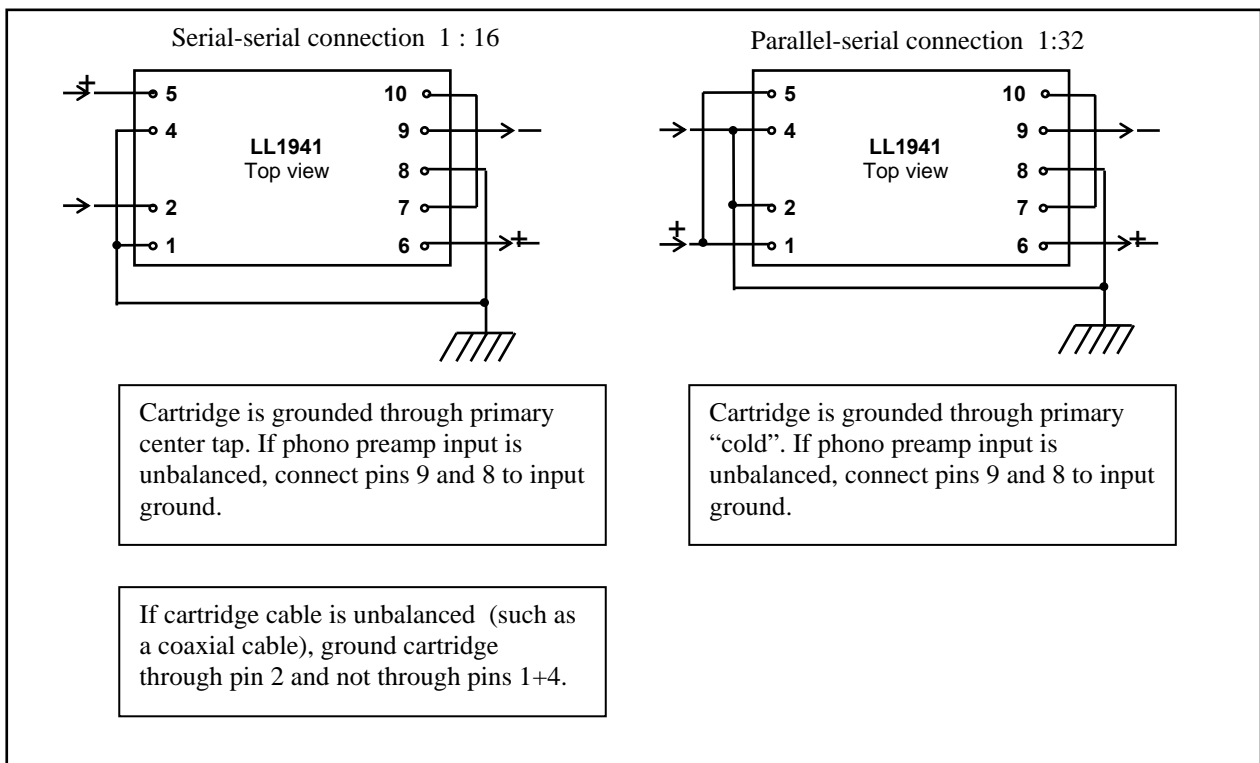 Serial-serial connection 1 : 16
+
5
4
2
1
LL1941
Top view
10
9
8
7
6
+
—
Cartridge is grounded through primary
center tap. If phono preamp input is
unbalanced, connect pins 9 and 8 to input
ground.
If cartridge cable is unbalanced (such as
a coaxial cable), ground cartridge
through pin 2 and not through pins 1+4.
Parallel-serial connection 1:32
+
5
4
2
1
LL1941
Top view
10
9
8
7
6
+
—
Cartridge is grounded through primary
“cold”. If phono preamp input is
unbalanced, connect pins 9 and 8 to input
ground.